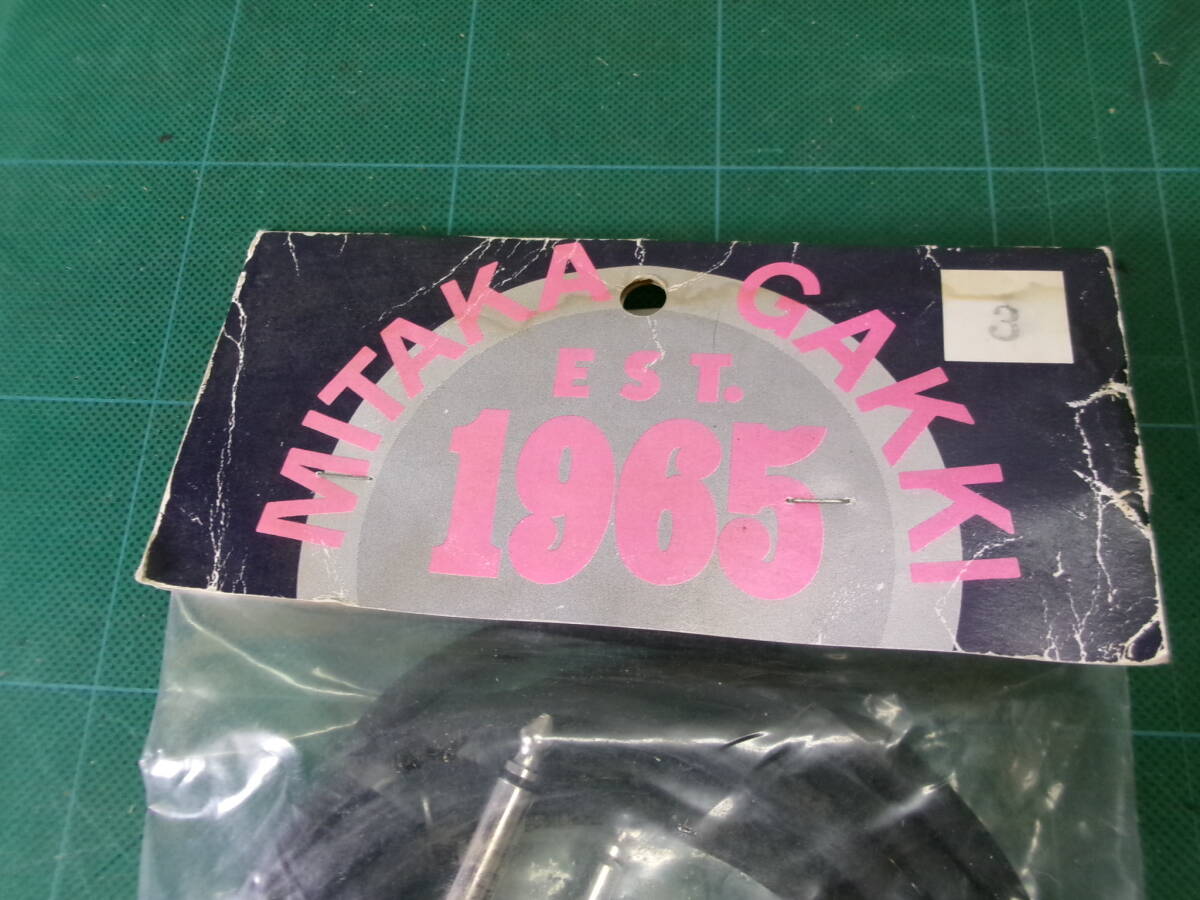 MITAKA GAKKI
EST.
1965
3